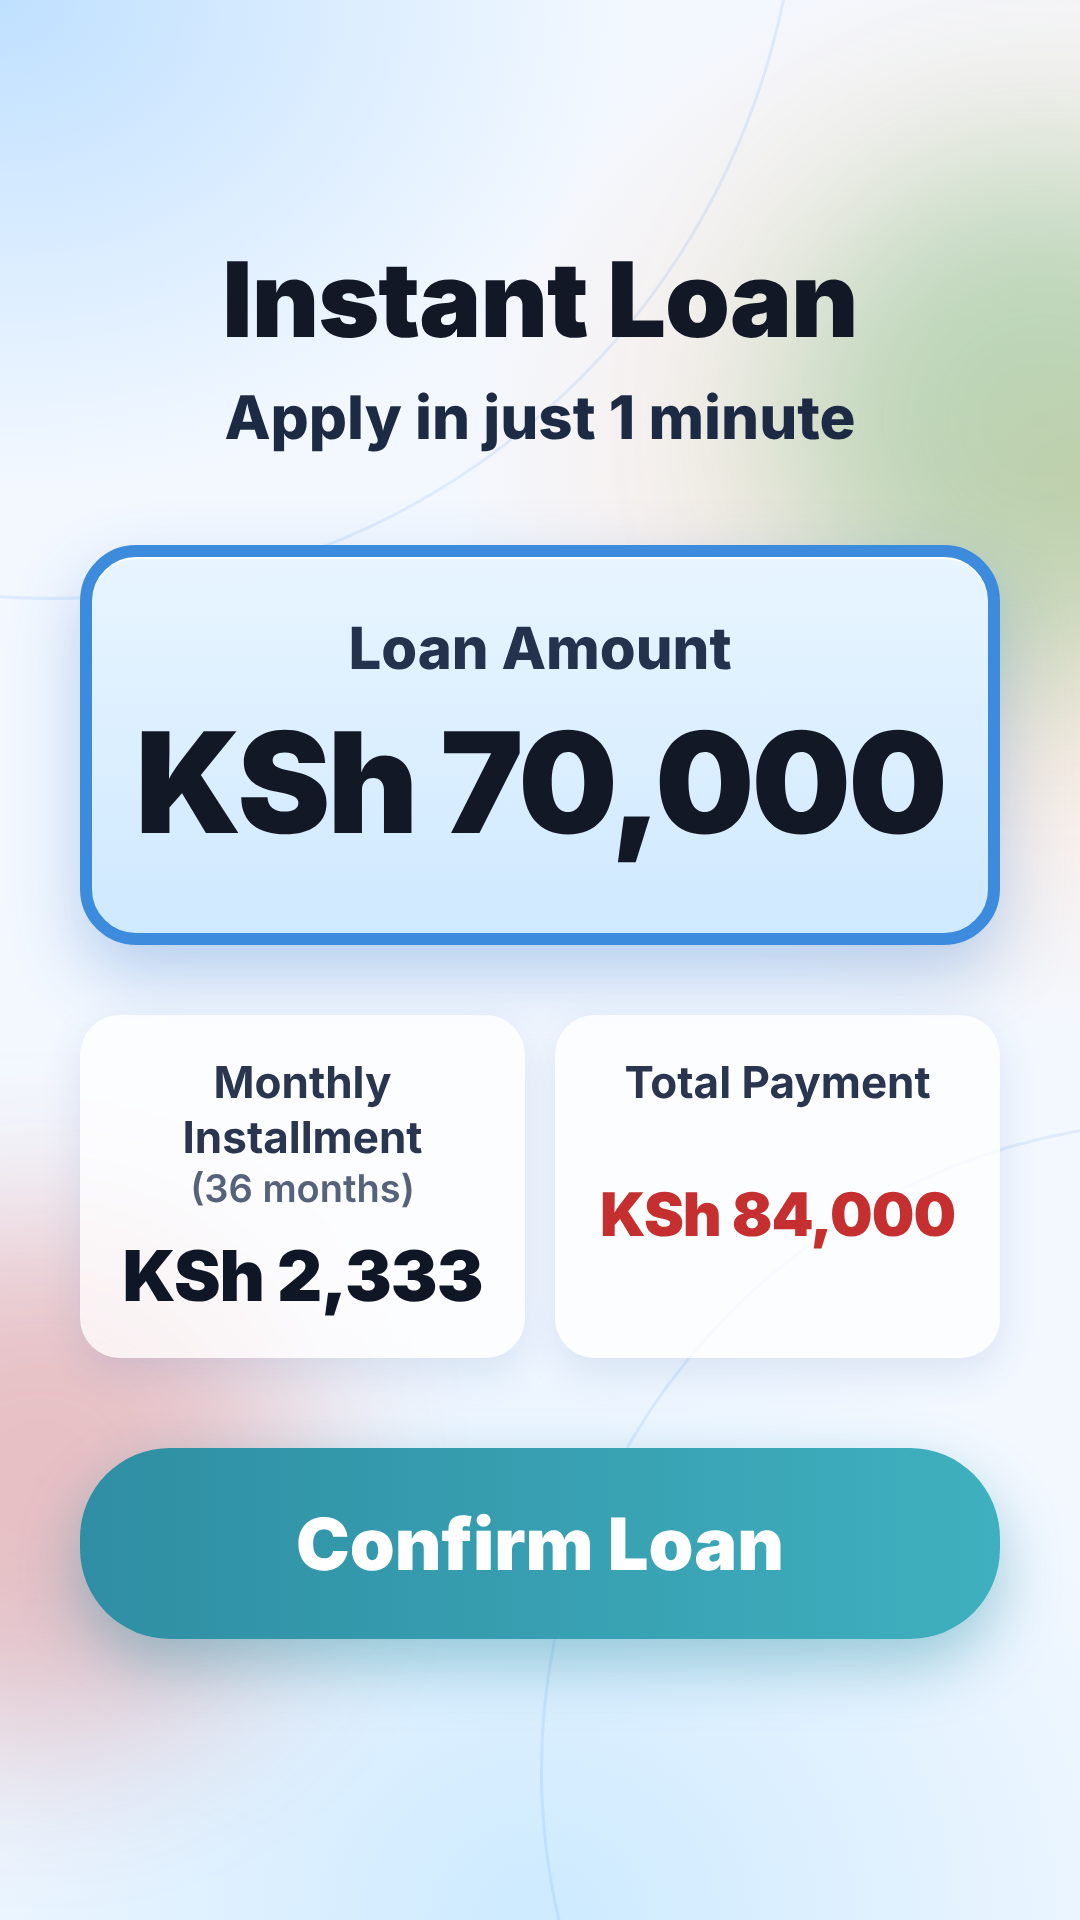 Instant Loan
Apply in just 1 minute
Loan Amount
KSh 70,000
Monthly
Installment
(36 months)
KSh 2,333
Total Payment
KSh 84,000
Confirm Loan